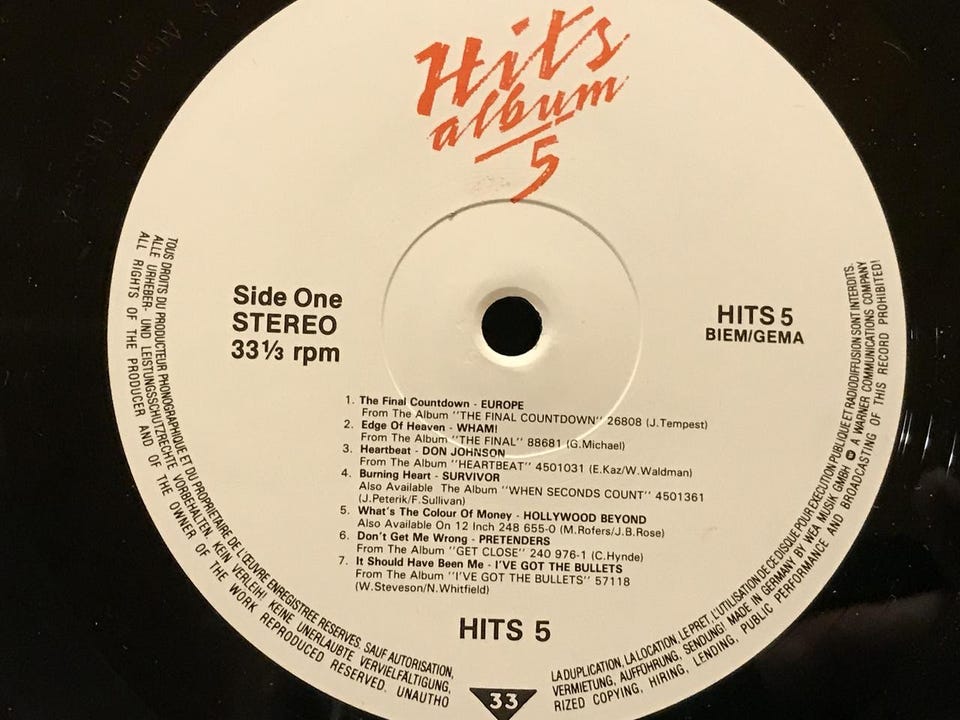 Hits
album
5
Side One
STEREO
33⅓ rpm
HITS 5
BIEM/GEMA
1. The Final Countdown - EUROPE
From The Album "THE FINAL COUNTDOWN" 26808 (J.Tempest)
2. Edge Of Heaven - WHAM!
From The Album "THE FINAL" 88681 (G.Michael)
3. Heartbeat - DON JOHNSON
From The Album "HEARTBEAT" 4501031 (E.Kaz/W.Waldman)
4. Burning Heart - SURVIVOR
Also Available The Album "WHEN SECONDS COUNT" 4501361
(J.Peterik/F.Sullivan)
5. What's The Colour Of Money - HOLLYWOOD BEYOND
Also Available On 12 Inch 248 655-0 (M.Rofers/J.B.Rose)
6. Don't Get Me Wrong - PRETENDERS
From The Album "GET CLOSE" 240 976-1 (C.Hynde)
7. It Should Have Been Me - I'VE GOT THE BULLETS
From The Album "I'VE GOT THE BULLETS" 57118
(W.Steveson/N.Whitfield)
HITS 5
33
TOUS DROITS DU PRODUCTEUR PHONOGRAPHIQUE ET DU PROPRIETAIRE DE L'ŒUVRE ENREGISTREE RESERVES. SAUF AUTORISATION,
LA DUPLICATION, LA LOCATION, LE PRET, L'UTILISATION DE CE DISQUE POUR EXECUTION PUBLIQUE ET RADIODIFFUSION SONT INTERDITS.
ALLE URHEBER- UND LEISTUNGSSCHUTZRECHTE VORBEHALTEN. KEIN VERLEIH! KEINE UNERLAUBTE VERVIELFÄLTIGUNG,
VERMIETUNG, AUFFÜHRUNG, SENDUNG! MADE IN GERMANY BY WEA MUSIK GMBH A WARNER COMMUNICATIONS COMPANY
ALL RIGHTS OF THE PRODUCER AND OF THE OWNER OF THE WORK REPRODUCED RESERVED. UNAUTHO
RIZED COPYING, HIRING, LENDING, PUBLIC PERFORMANCE AND BROADCASTING OF THIS RECORD PROHIBITED!